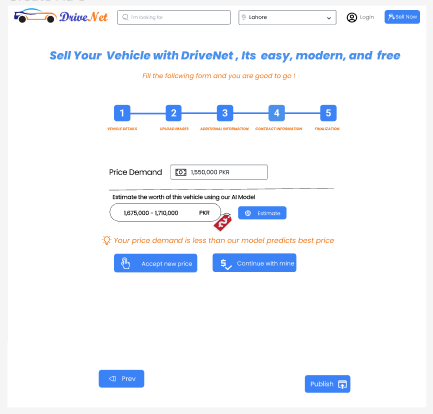 DriveNet
I'm looking for
Lahore
Login
Sell Now
Sell Your Vehicle with DriveNet , Its easy, modern, and free
Fill the following form and you are good to go !
1 2 3 4 5
VEHICLE DETAILS UPLOAD IMAGES ADDITIONAL INFORMATION CONTRACT INFORMATION FINALIZATION
Price Demand 1,550,000 PKR
Estimate the worth of this vehicle using our AI Model
1,675,000 - 1,710,000 PKR Estimate
Your price demand is less than our model predicts best price
Accept new price Continue with mine
Prev
Publish